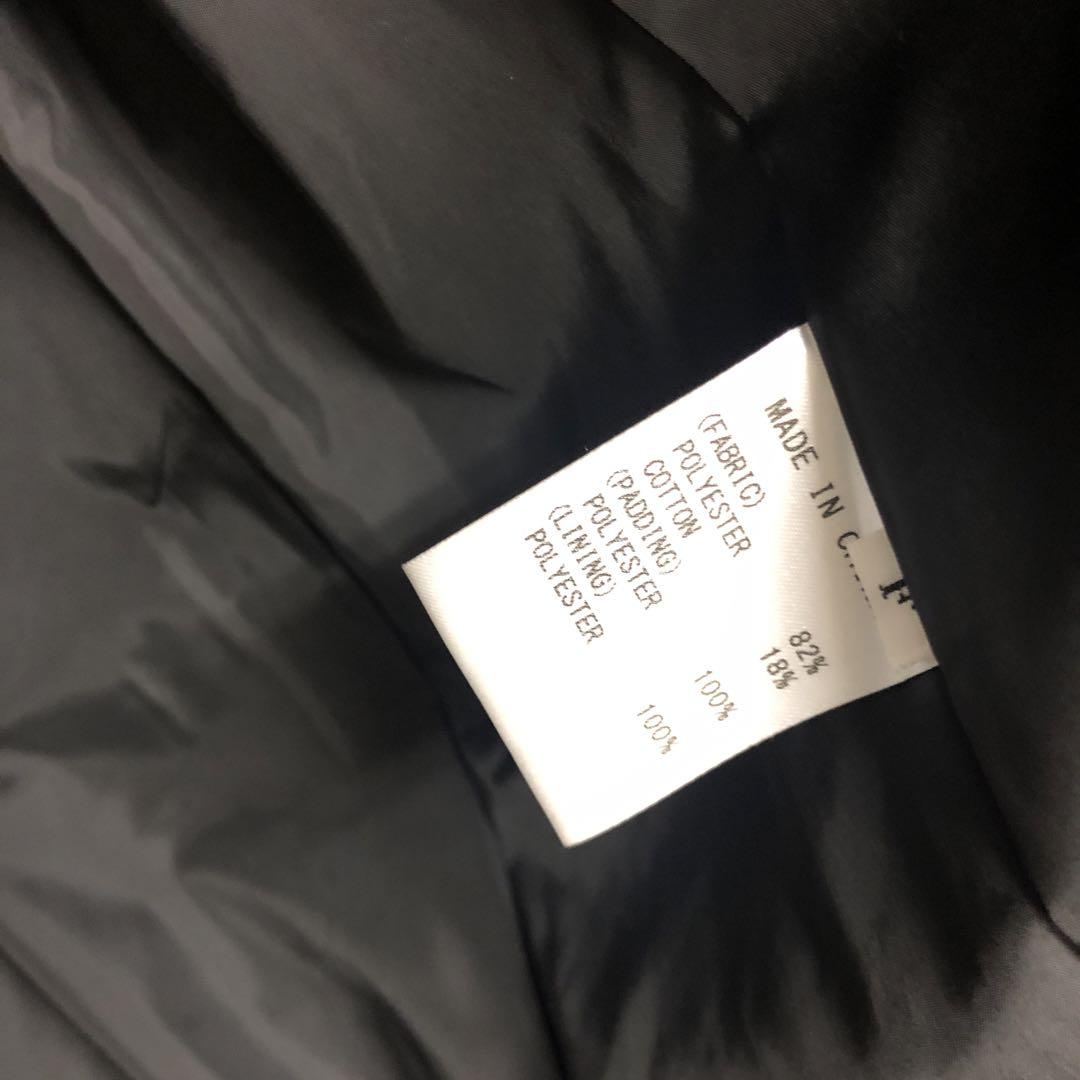 MADE IN
(FABRIC)
POLYESTER 82%
COTTON 18%
(PADDING)
POLYESTER 100%
(LINING)
POLYESTER 100%